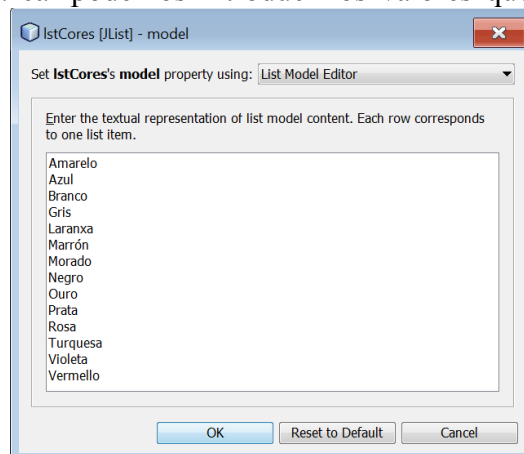 lstCores [JList] - model
Set lstCores's model property using: List Model Editor
Enter the textual representation of list model content. Each row corresponds
to one list item.
Amarelo
Azul
Branco
Gris
Laranxa
Marrón
Morado
Negro
Ouro
Prata
Rosa
Turquesa
Violeta
Vermello
OK Reset to Default Cancel